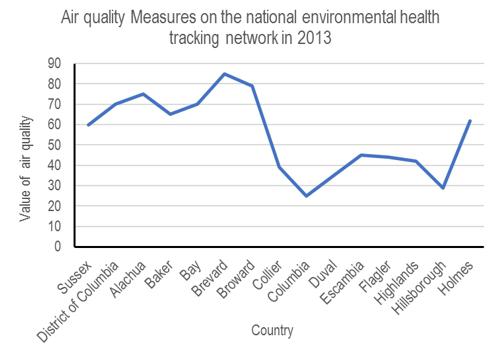 Air quality Measures on the national environmental health
tracking network in 2013
Value of air quality
90
80
70
60
50
40
30
20
10
0
Sussex
District of Columbia
Alachua
Baker
Bay
Brevard
Broward
Collier
Columbia
Duval
Escambia
Flagler
Highlands
Hillsborough
Holmes
Country